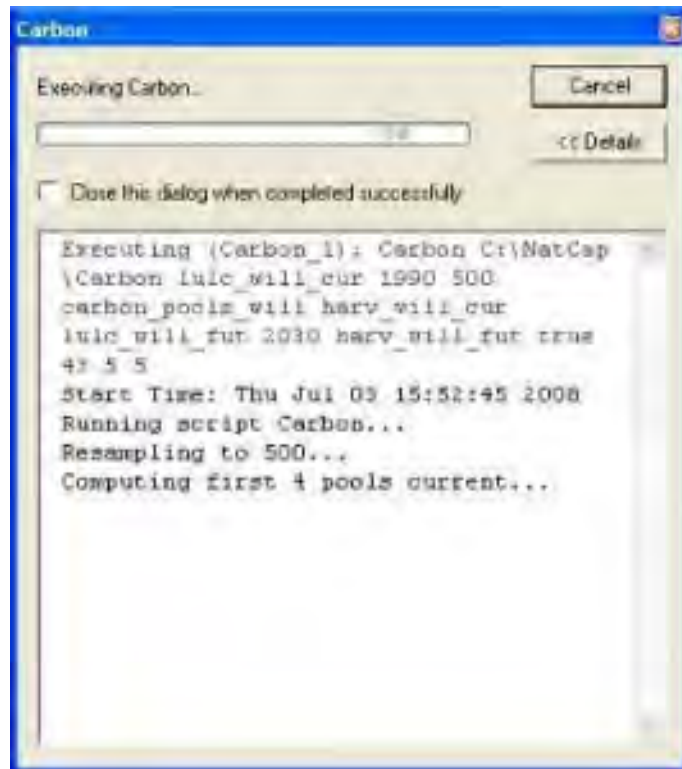 Carbon
Executing Carbon...
Cancel
<< Details
Close this dialog when completed successfully
Executing (Carbon_1): Carbon C:\NatCap
\Carbon lulc_will_cur 1990 500
carbon_pools_will harv_will_cur
lulc_will_fut 2030 harv_will_fut true
43 5 5
Start Time: Thu Jul 03 15:52:45 2008
Running script Carbon...
Resampling to 500...
Computing first 4 pools current...